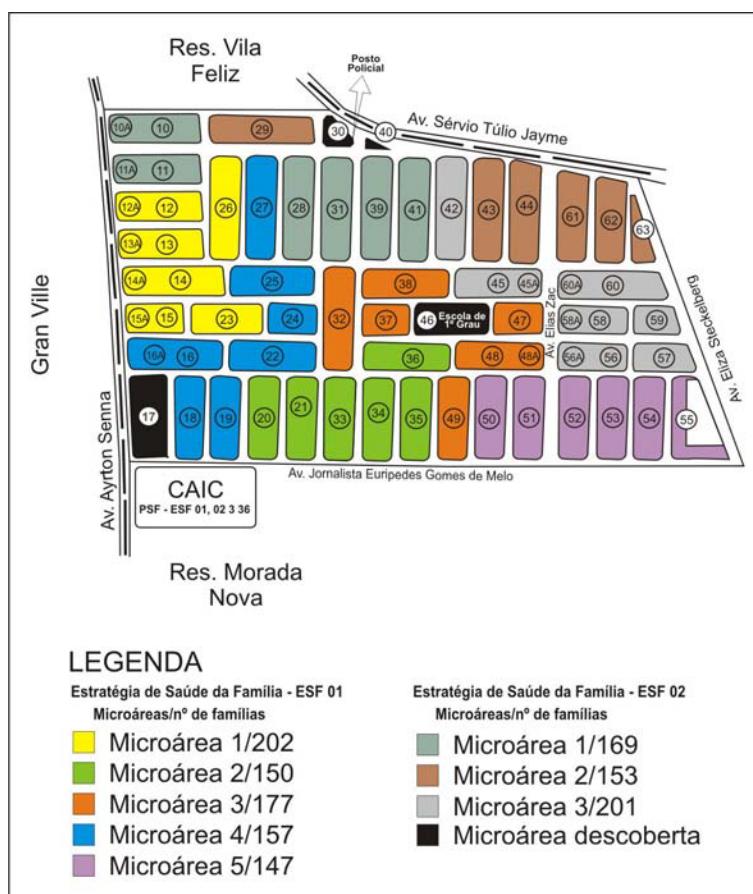 Res. Vila
Feliz
Posto
Policial
Av. Sérvio Túlio Jayme
10A 10 29 30 40
11A 11
12A 12 26 27 28 31 39 41 42 43 44 61 62 63
13A 13
14A 14 25 32 38 45 45A 60A 60
15A 15 23 24 37 46 Escola de
1º Grau 47 58A 58 59
16A 16 22 36 48 48A 56A 56 57
17 18 19 20 21 33 34 35 49 50 51 52 53 54 55
Gran Ville
Av. Ayrton Senna
Av. Elias Zac
Av. Eliza Steckelberg
Av. Jornalista Euripedes Gomes de Melo
CAIC
PSF - ESF 01, 02 3 36
Res. Morada
Nova
LEGENDA
Estratégia de Saúde da Família - ESF 01
Microáreas/nº de famílias
Microárea 1/202
Microárea 2/150
Microárea 3/177
Microárea 4/157
Microárea 5/147
Estratégia de Saúde da Família - ESF 02
Microáreas/nº de famílias
Microárea 1/169
Microárea 2/153
Microárea 3/201
Microárea descoberta